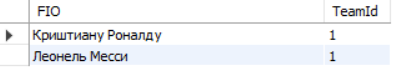 FIO TeamId
Криштиану Роналду 1
Леонель Месси 1